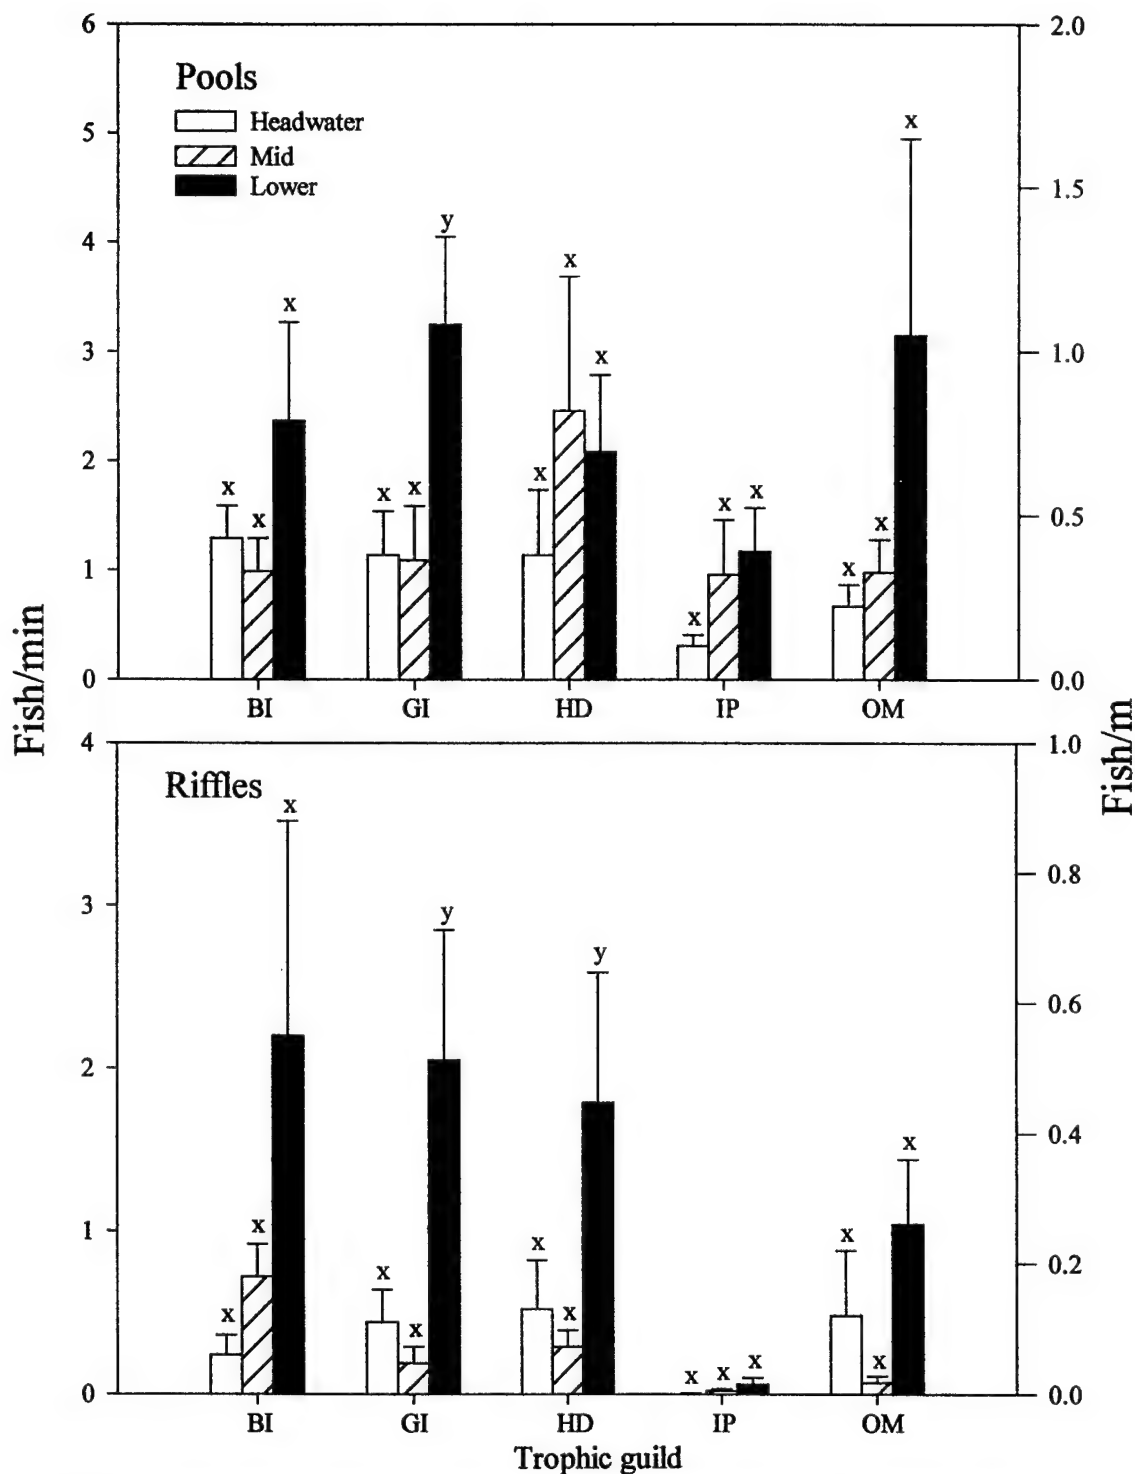 Pools
Headwater
Mid
Lower
6
5
4
3
2
1
0
2.0
1.5
1.0
0.5
0.0
x
x
x
x
x
y
x
x
x
x
x
x
x
x
x
BI
GI
HD
IP
OM
Fish/min
Fish/m
Riffles
4
3
2
1
0
1.0
0.8
0.6
0.4
0.2
0.0
x
x
x
x
x
y
x
x
y
x
x
x
x
x
x
BI
GI
HD
IP
OM
Trophic guild